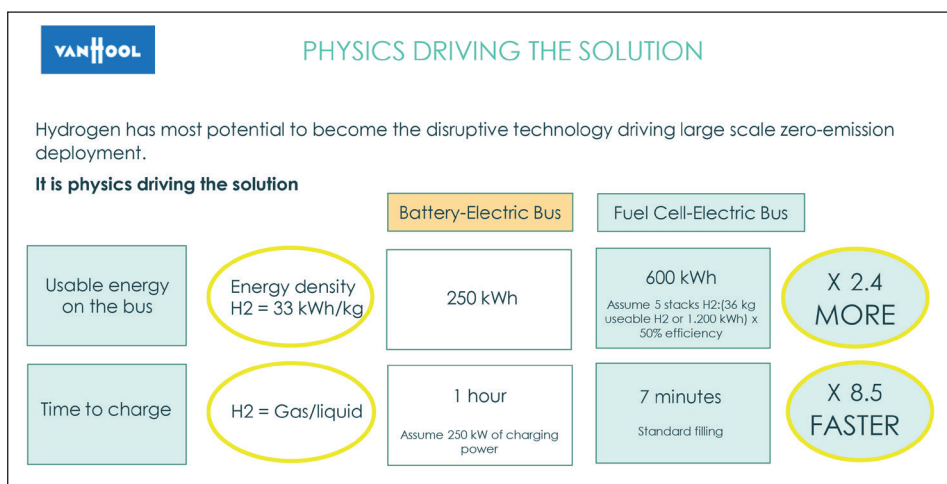 VANHOOL
PHYSICS DRIVING THE SOLUTION
Hydrogen has most potential to become the disruptive technology driving large scale zero-emission
deployment.
It is physics driving the solution
Battery-Electric Bus
Fuel Cell-Electric Bus
Usable energy
on the bus
Energy density
H2 = 33 kWh/kg
250 kWh
600 kWh
Assume 5 stacks H2:(36 kg
useable H2 or 1.200 kWh) x
50% efficiency
X 2.4
MORE
Time to charge
H2 = Gas/liquid
1 hour
Assume 250 kW of charging
power
7 minutes
Standard filling
X 8.5
FASTER